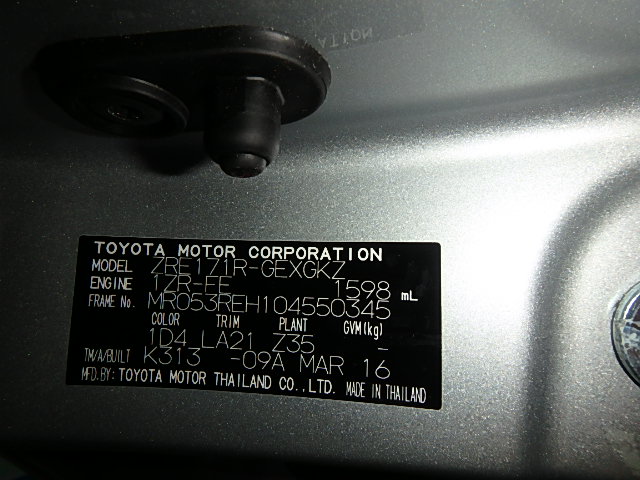 TOYOTA MOTOR CORPORATION
MODEL ZRE171R-GEXGKZ
ENGINE 1ZR-FE 1598 mL
FRAME No. MR053REH104550345
COLOR TRIM PLANT GVM(kg)
1D4 LA21 Z35 -
TM/A/BUILT K313 -09A MAR 16
MFD.BY: TOYOTA MOTOR THAILAND CO.,LTD. MADE IN THAILAND